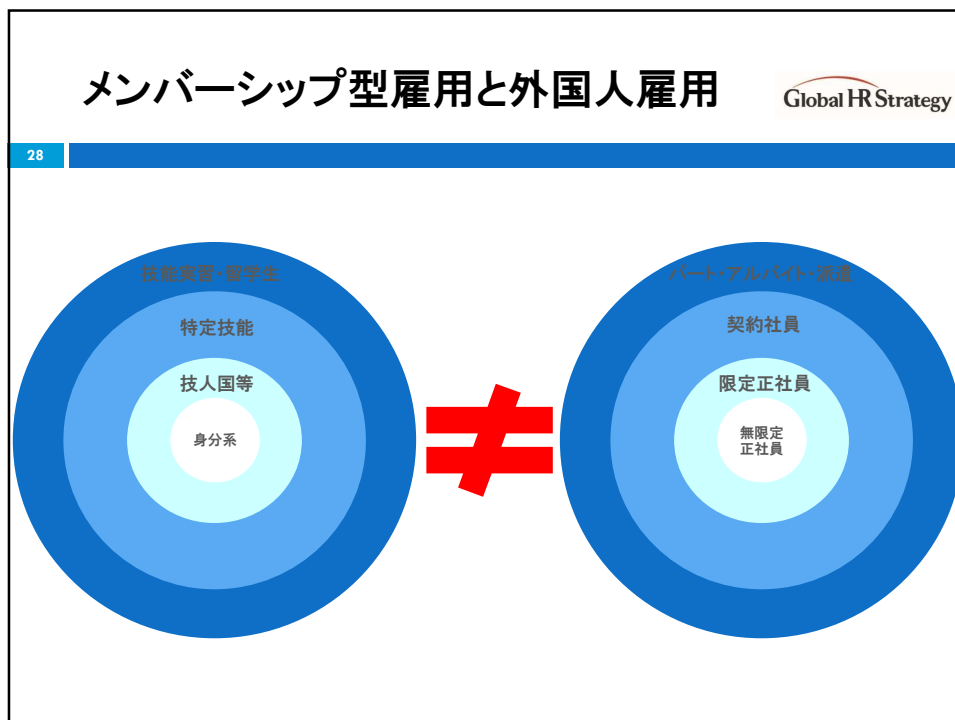 メンバーシップ型雇用と外国人雇用
Global HR Strategy
28
技能実習・留学生
特定技能
技人国等
身分系
≠
パート・アルバイト・派遣
契約社員
限定正社員
無限定
正社員